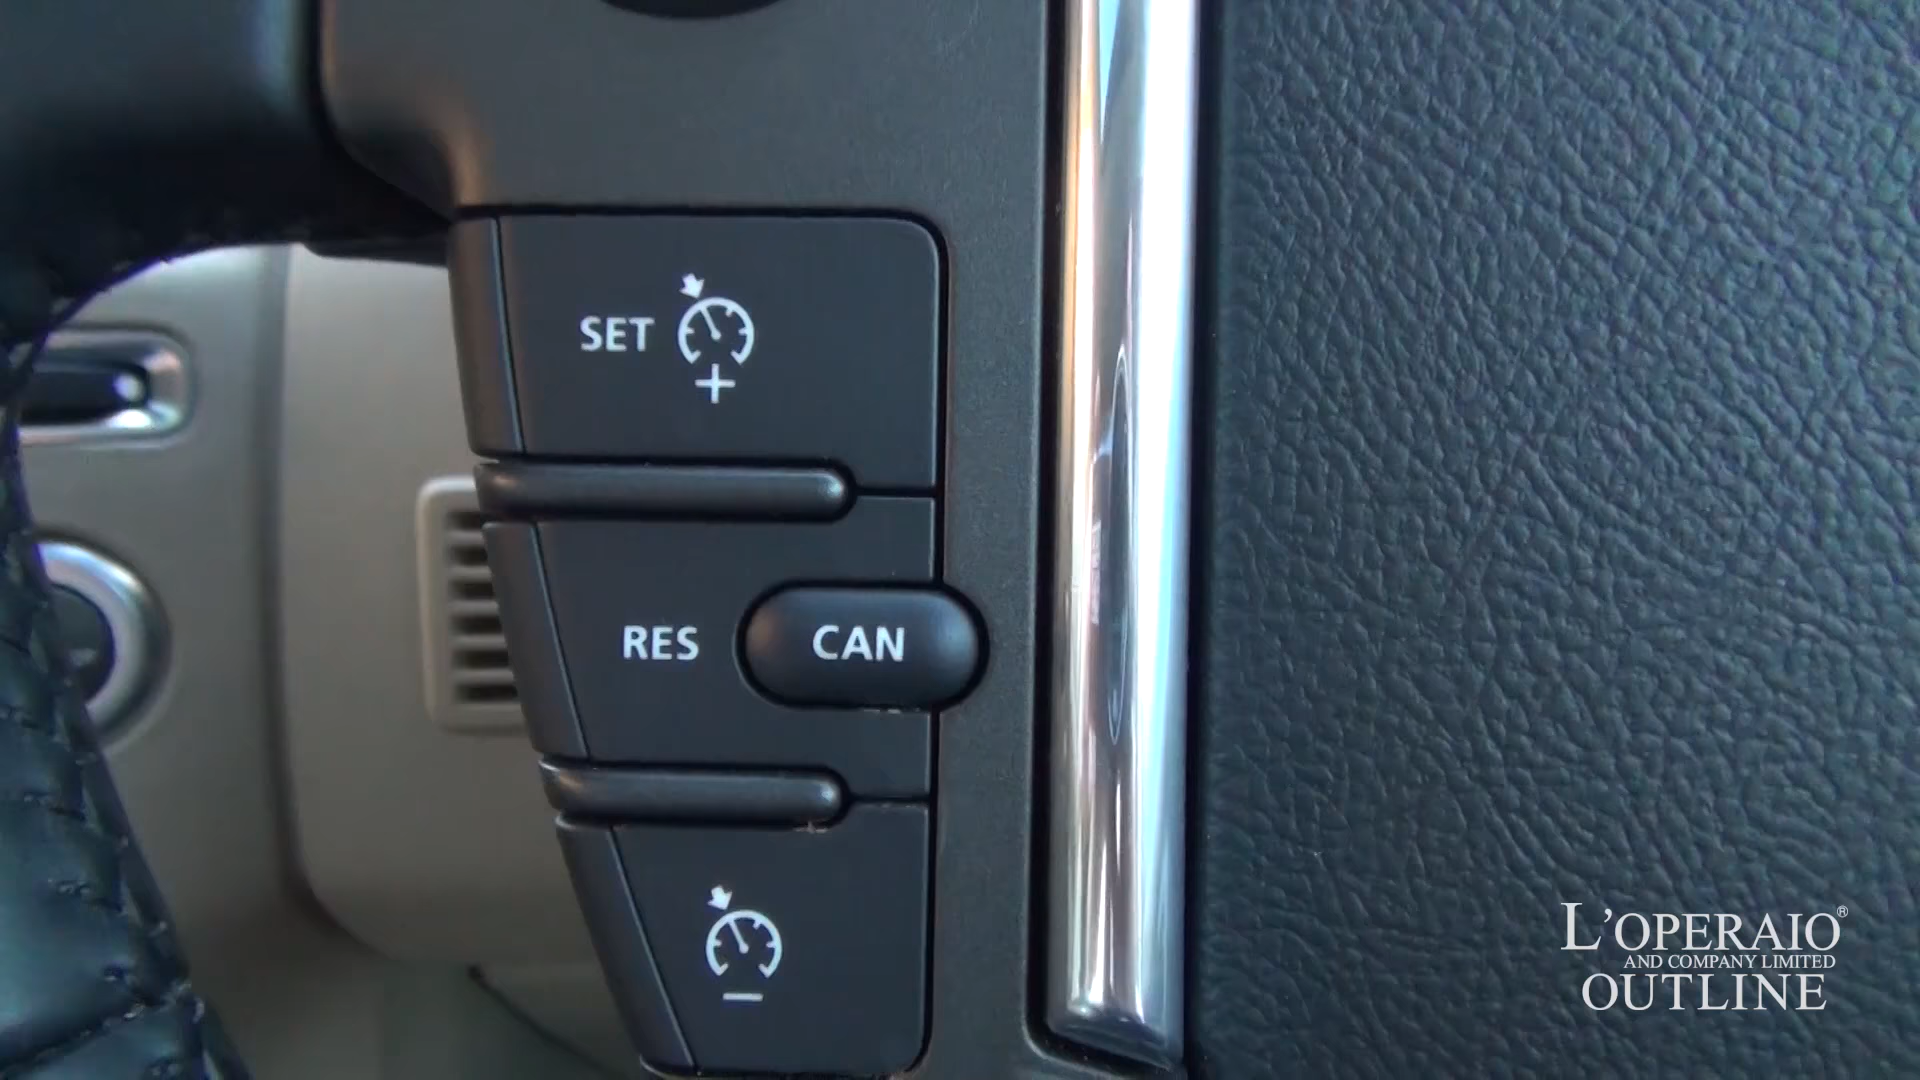 SET
+
RES CAN
–
L'OPERAIO®
AND COMPANY LIMITED
OUTLINE